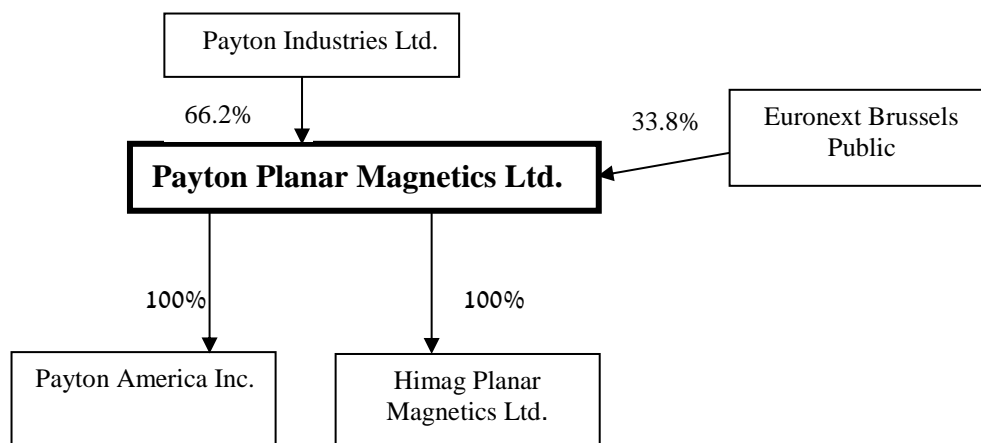 Payton Industries Ltd.
66.2%
33.8%
Euronext Brussels
Public
Payton Planar Magnetics Ltd.
100%
100%
Payton America Inc.
Himag Planar
Magnetics Ltd.